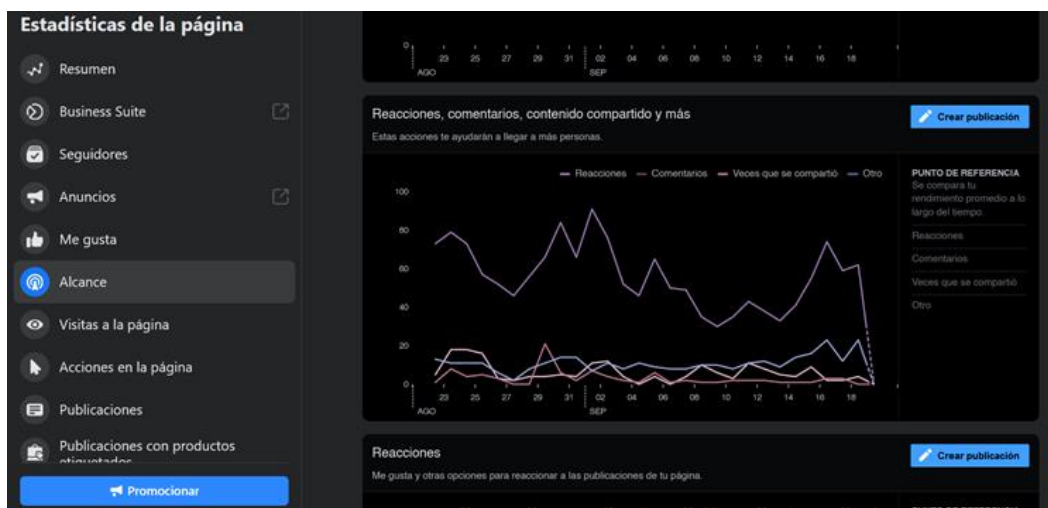 Estadísticas de la página
Resumen
Business Suite
Seguidores
Anuncios
Me gusta
Alcance
Visitas a la página
Acciones en la página
Publicaciones
Publicaciones con productos
etiquetados
Promocionar
0
23 25 27 29 31 02 04 06 08 10 12 14 16 18
AGO SEP
Reacciones, comentarios, contenido compartido y más
Crear publicación
Estas acciones te ayudarán a llegar a más personas.
Reacciones Comentarios Veces que se compartió Otro
100
80
60
40
20
0
23 25 27 29 31 02 04 06 08 10 12 14 16 18
AGO SEP
PUNTO DE REFERENCIA
Se compara tu
rendimiento promedio a lo
largo del tiempo.
Reacciones
Comentarios
Veces que se compartió
Otro
Reacciones
Crear publicación
Me gusta y otras opciones para reaccionar a las publicaciones de tu página.